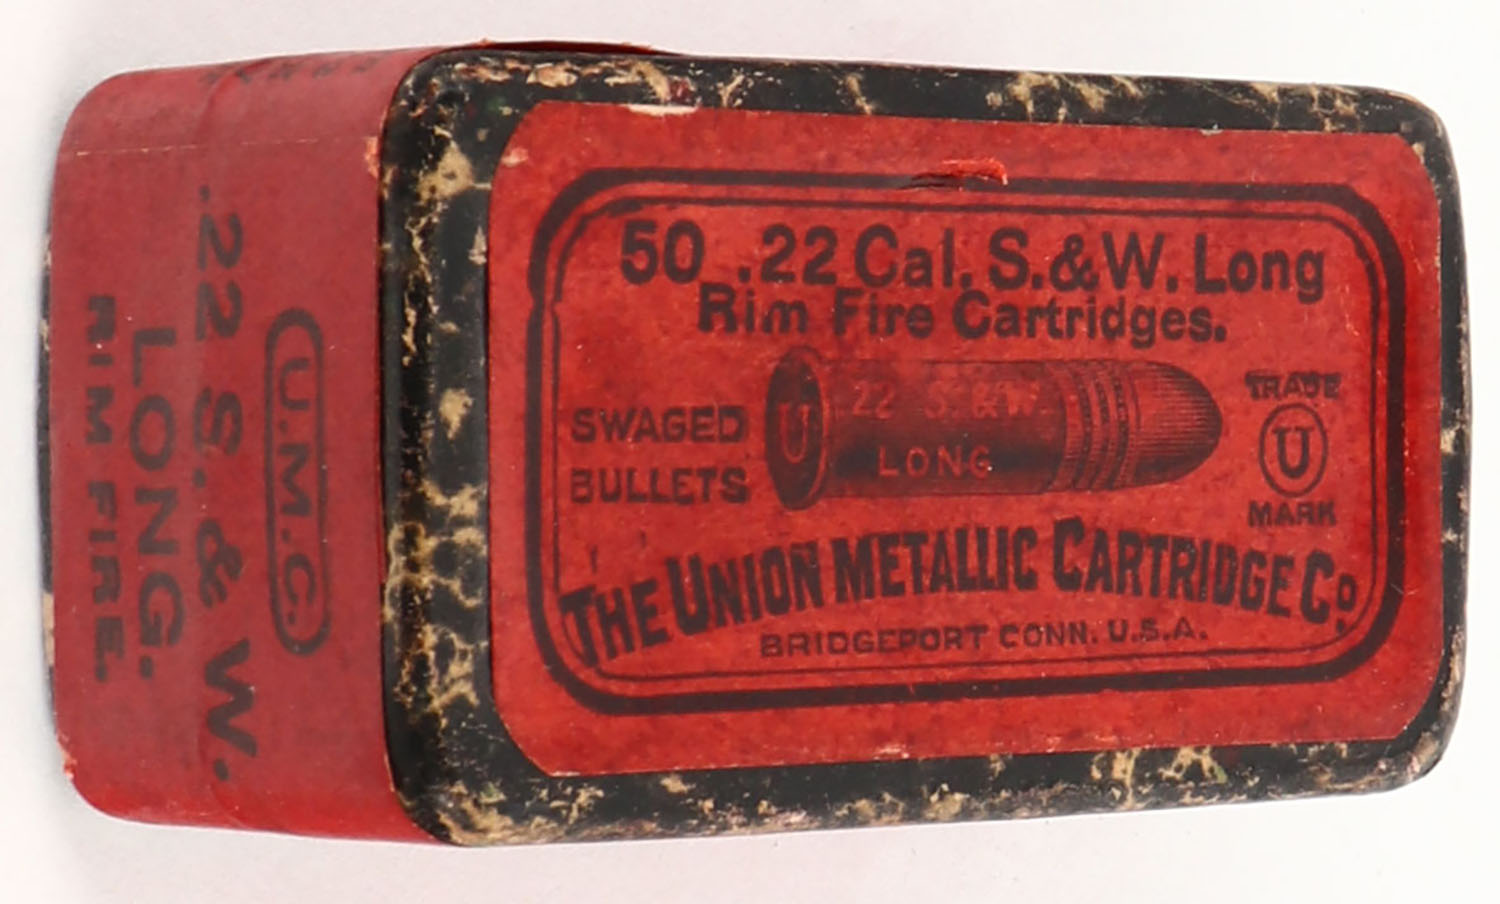 50 .22 Cal. S.&W. Long
Rim Fire Cartridges.
SWAGED
BULLETS
U
22 S.&W.
LONG
TRADE
U
MARK
THE UNION METALLIC CARTRIDGE Co.
BRIDGEPORT CONN. U.S.A.
U.M.C.
.22 S. & W.
LONG.
RIM FIRE.